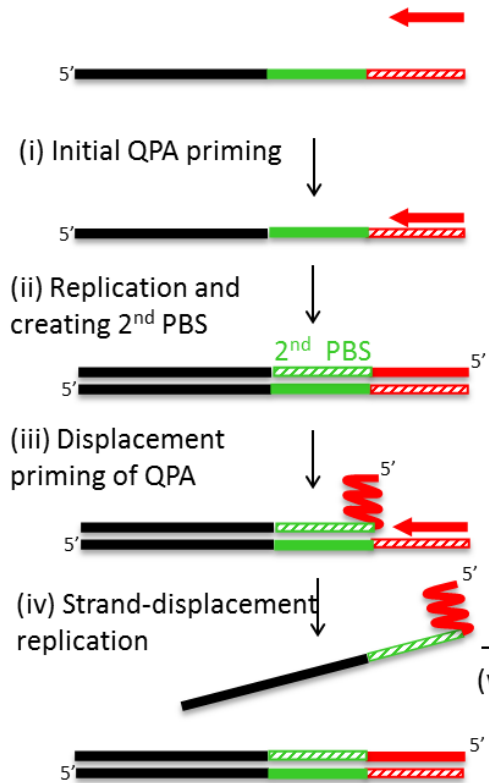 5’
(i) Initial QPA priming
5’
(ii) Replication and
creating 2nd PBS
2nd PBS
5’
5’
(iii) Displacement
priming of QPA
5’
5’
(iv) Strand-displacement
replication
5’
(v
5’
5’